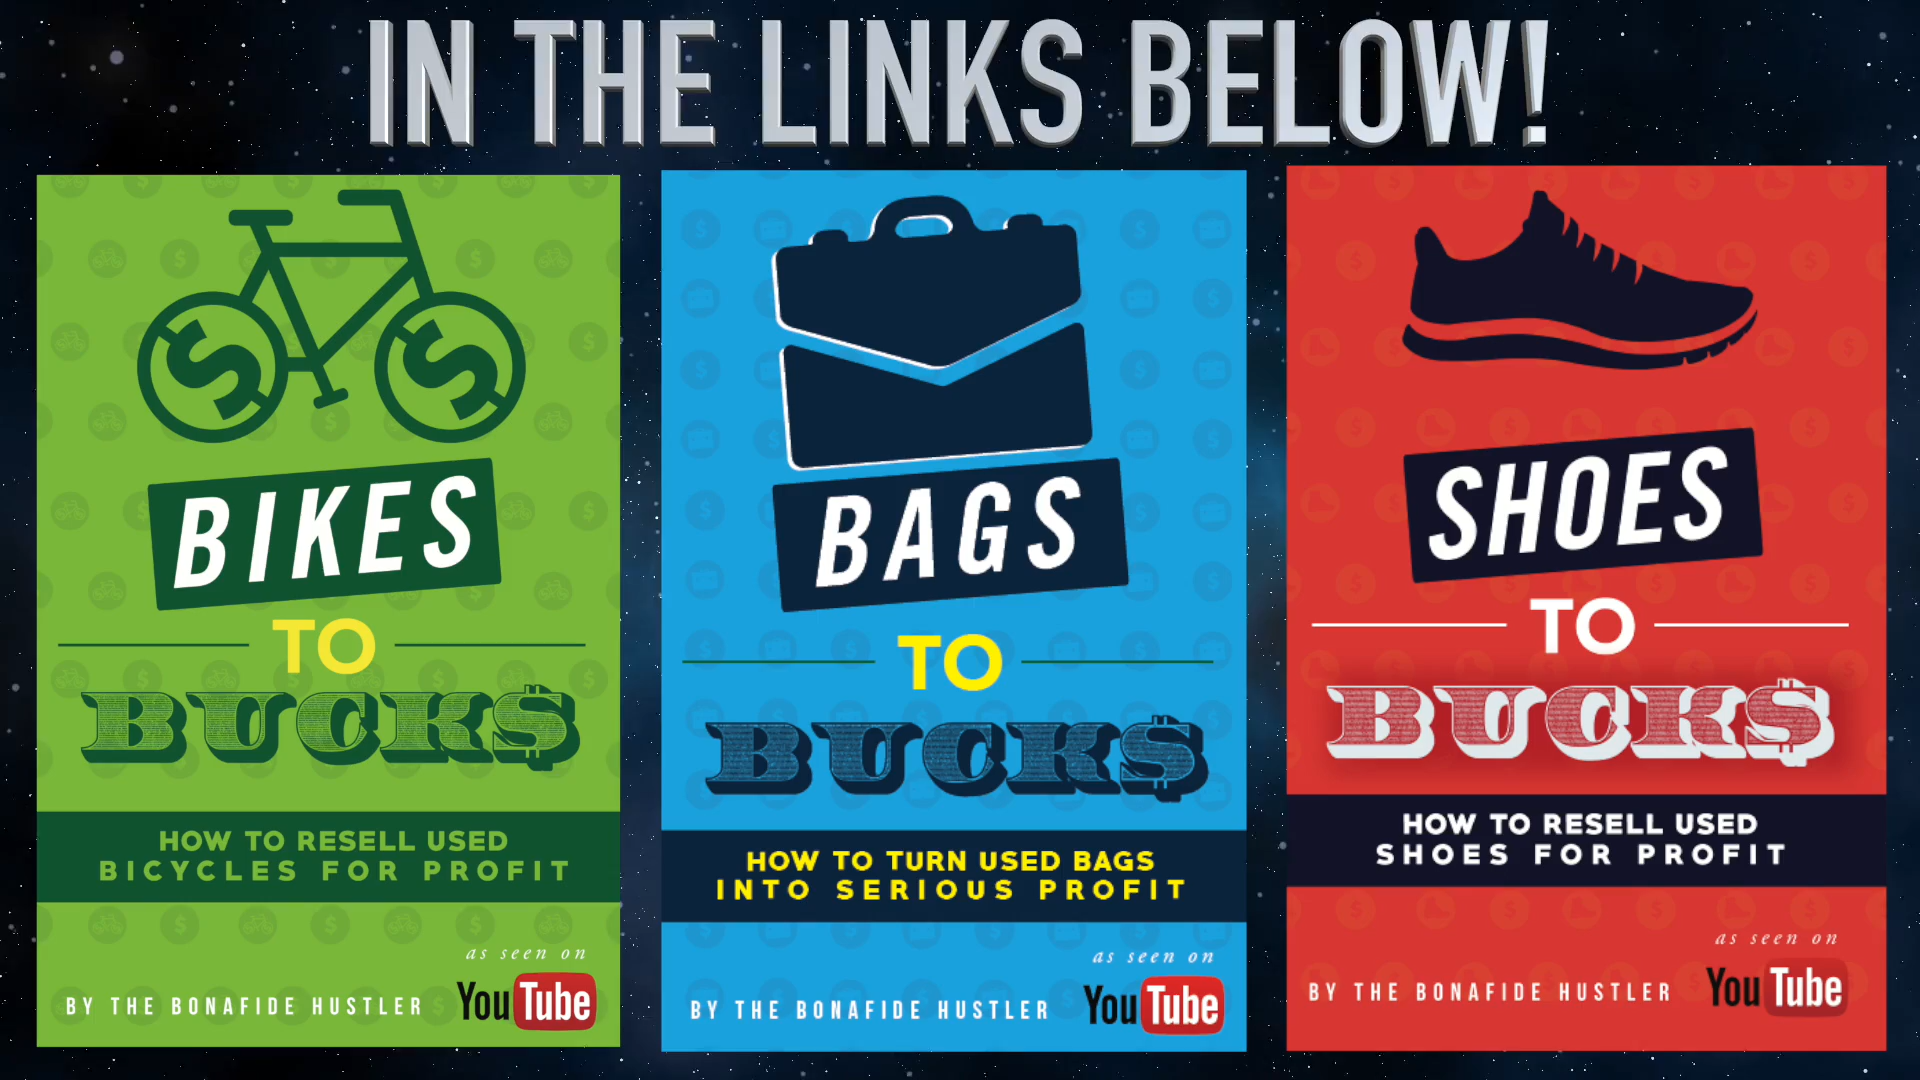 IN THE LINKS BELOW!
BIKES
TO
BUCK$
HOW TO RESELL USED
BICYCLES FOR PROFIT
as seen on
BY THE BONAFIDE HUSTLER
YouTube
BAGS
TO
BUCK$
HOW TO TURN USED BAGS
INTO SERIOUS PROFIT
as seen on
BY THE BONAFIDE HUSTLER
YouTube
SHOES
TO
BUCK$
HOW TO RESELL USED
SHOES FOR PROFIT
as seen on
BY THE BONAFIDE HUSTLER
YouTube